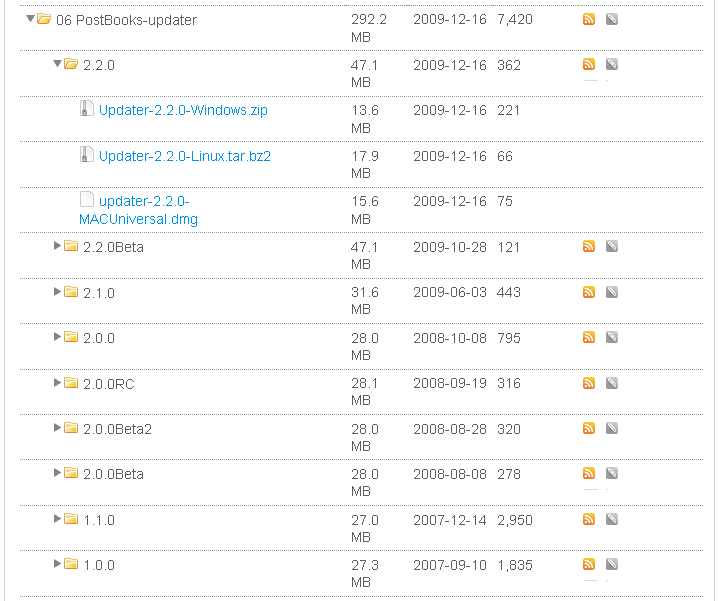 06 PostBooks-updater 292.2 MB 2009-12-16 7,420
2.2.0 47.1 MB 2009-12-16 362
Updater-2.2.0-Windows.zip 13.6 MB 2009-12-16 221
Updater-2.2.0-Linux.tar.bz2 17.9 MB 2009-12-16 66
updater-2.2.0-MACUniversal.dmg 15.6 MB 2009-12-16 75
2.2.0Beta 47.1 MB 2009-10-28 121
2.1.0 31.6 MB 2009-06-03 443
2.0.0 28.0 MB 2008-10-08 795
2.0.0RC 28.1 MB 2008-09-19 316
2.0.0Beta2 28.0 MB 2008-08-28 320
2.0.0Beta 28.0 MB 2008-08-08 278
1.1.0 27.0 MB 2007-12-14 2,950
1.0.0 27.3 MB 2007-09-10 1,835